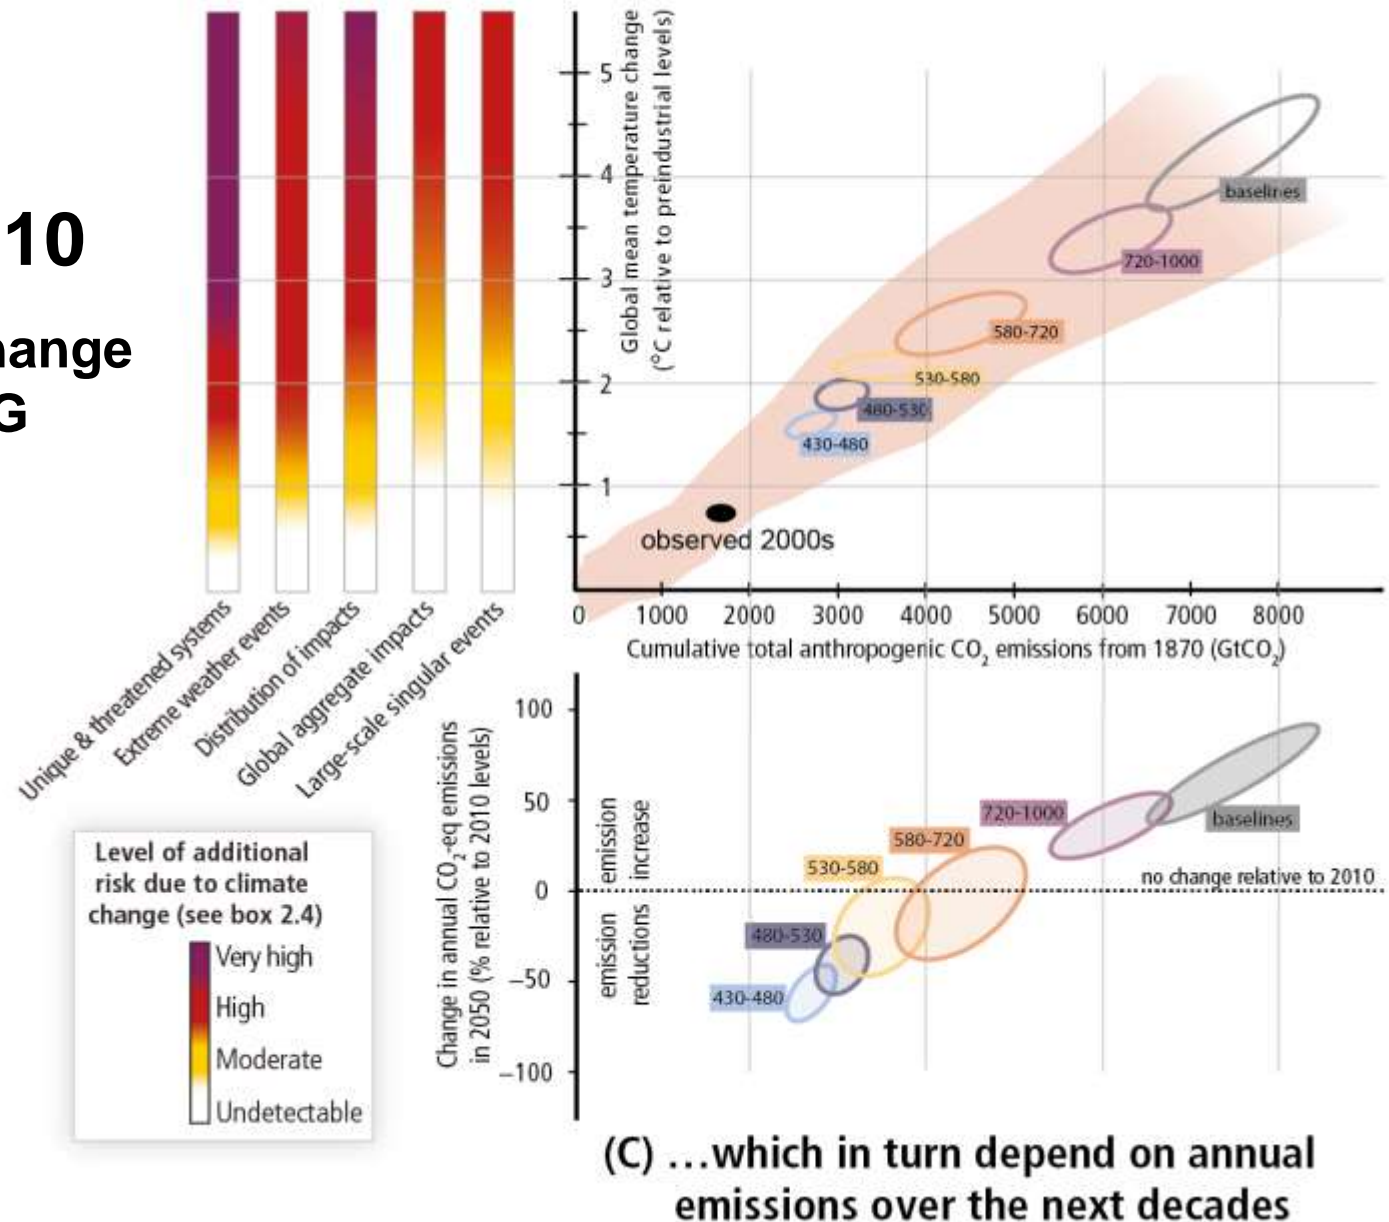 10
hange
G
Unique & threatened systems
Extreme weather events
Distribution of impacts
Global aggregate impacts
Large-scale singular events
Level of additional
risk due to climate
change (see box 2.4)
Very high
High
Moderate
Undetectable
Global mean temperature change
(°C relative to preindustrial levels)
5
4
3
2
1
baselines
720-1000
580-720
530-580
480-530
430-480
observed 2000s
0 1000 2000 3000 4000 5000 6000 7000 8000
Cumulative total anthropogenic CO₂ emissions from 1870 (GtCO₂)
Change in annual CO₂-eq emissions
in 2050 (% relative to 2010 levels)
100
50
0
−50
−100
emission
increase
emission
reductions
720-1000
baselines
580-720
530-580
no change relative to 2010
480-530
430-480
(C) ...which in turn depend on annual
emissions over the next decades